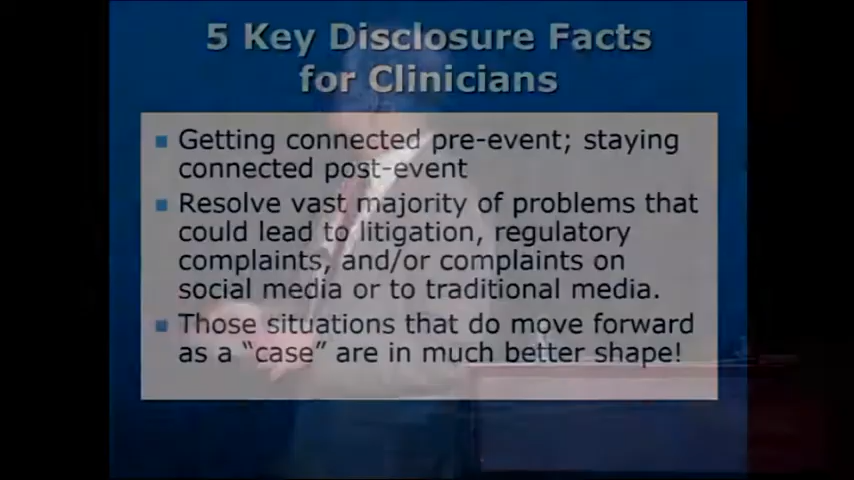 5 Key Disclosure Facts
for Clinicians
Getting connected pre-event; staying
connected post-event
Resolve vast majority of problems that
could lead to litigation, regulatory
complaints, and/or complaints on
social media or to traditional media.
Those situations that do move forward
as a “case” are in much better shape!